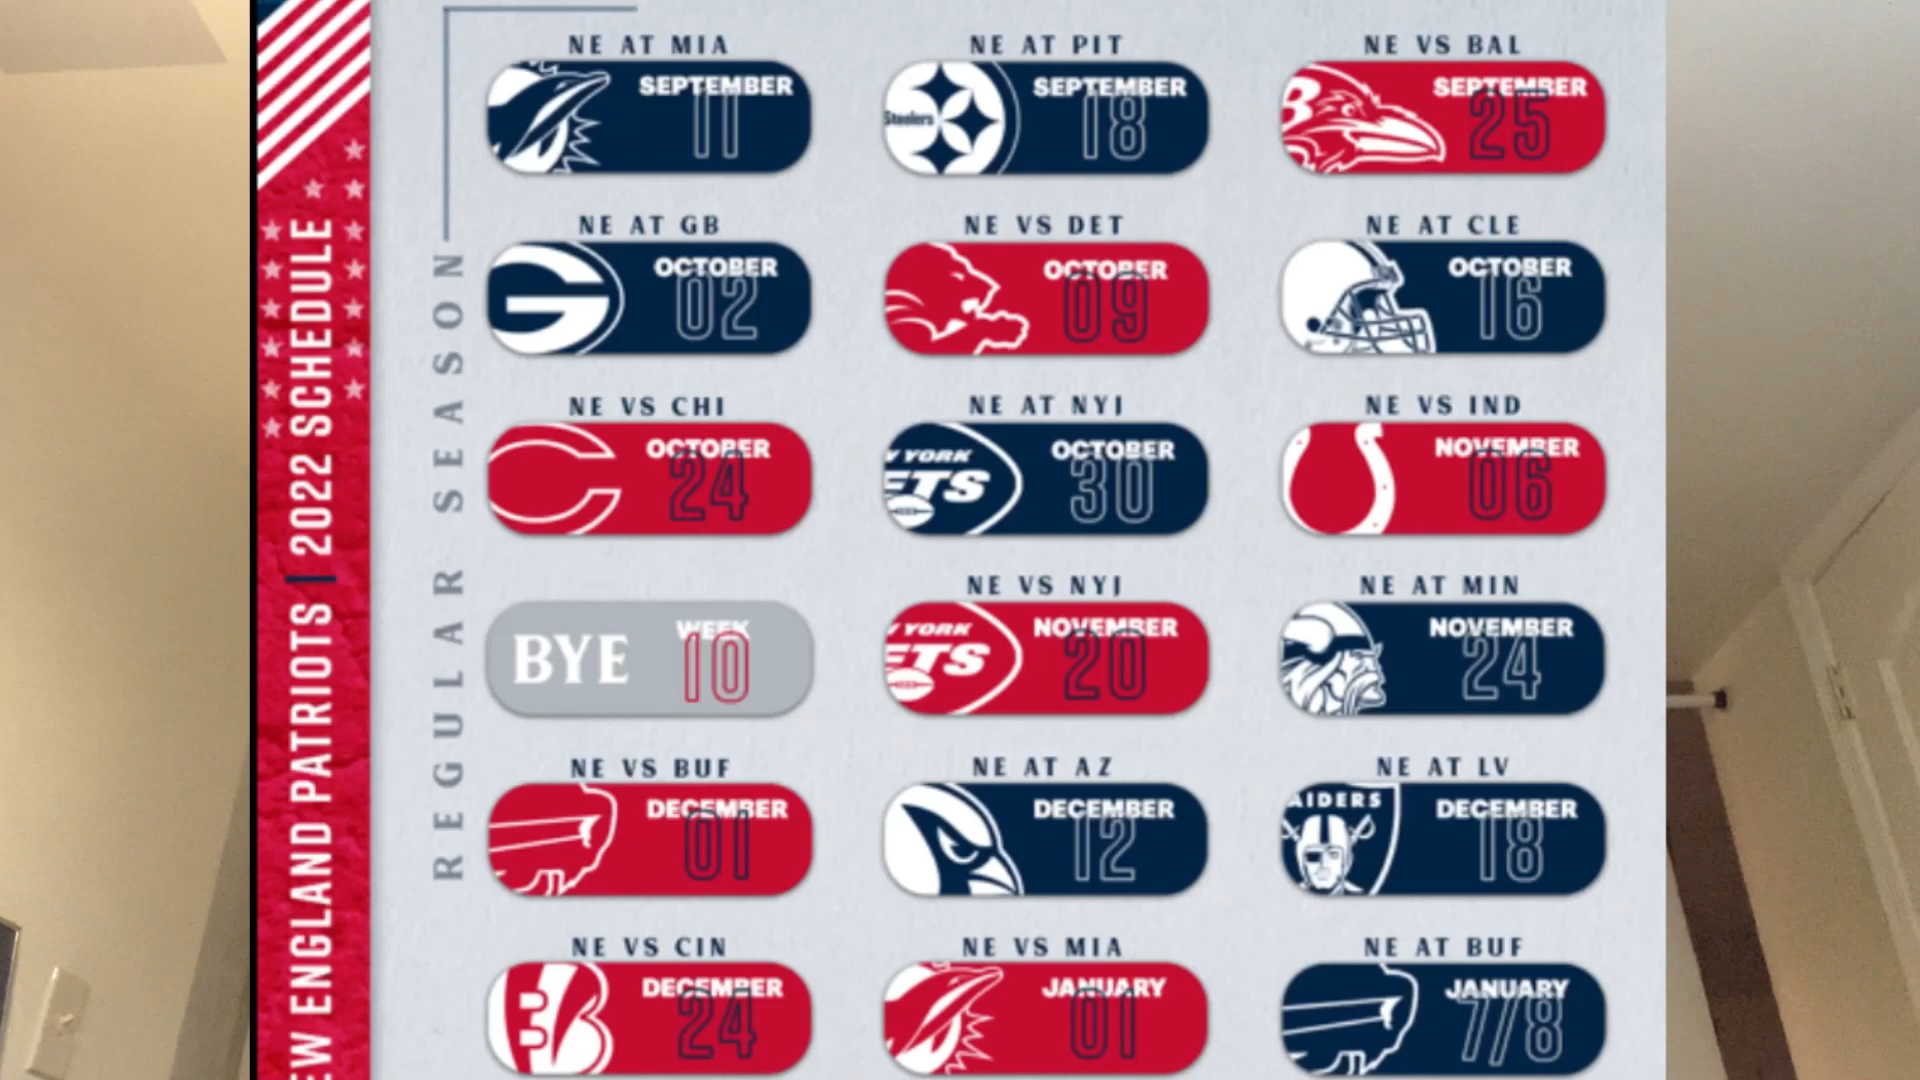 NEW ENGLAND PATRIOTS | 2022 SCHEDULE
REGULAR SEASON
NE AT MIA
SEPTEMBER
11
NE AT PIT
Steelers
SEPTEMBER
18
NE VS BAL
SEPTEMBER
25
NE AT GB
G
OCTOBER
02
NE VS DET
OCTOBER
09
NE AT CLE
OCTOBER
16
NE VS CHI
C
OCTOBER
24
NE AT NYJ
W YORK
ETS
OCTOBER
30
NE VS IND
NOVEMBER
06
BYE
WEEK
10
NE VS NYJ
YORK
ETS
NOVEMBER
20
NE AT MIN
NOVEMBER
24
NE VS BUF
DECEMBER
01
NE AT AZ
DECEMBER
12
NE AT LV
AIDERS
DECEMBER
18
NE VS CIN
B
DECEMBER
24
NE VS MIA
JANUARY
01
NE AT BUF
JANUARY
7/8